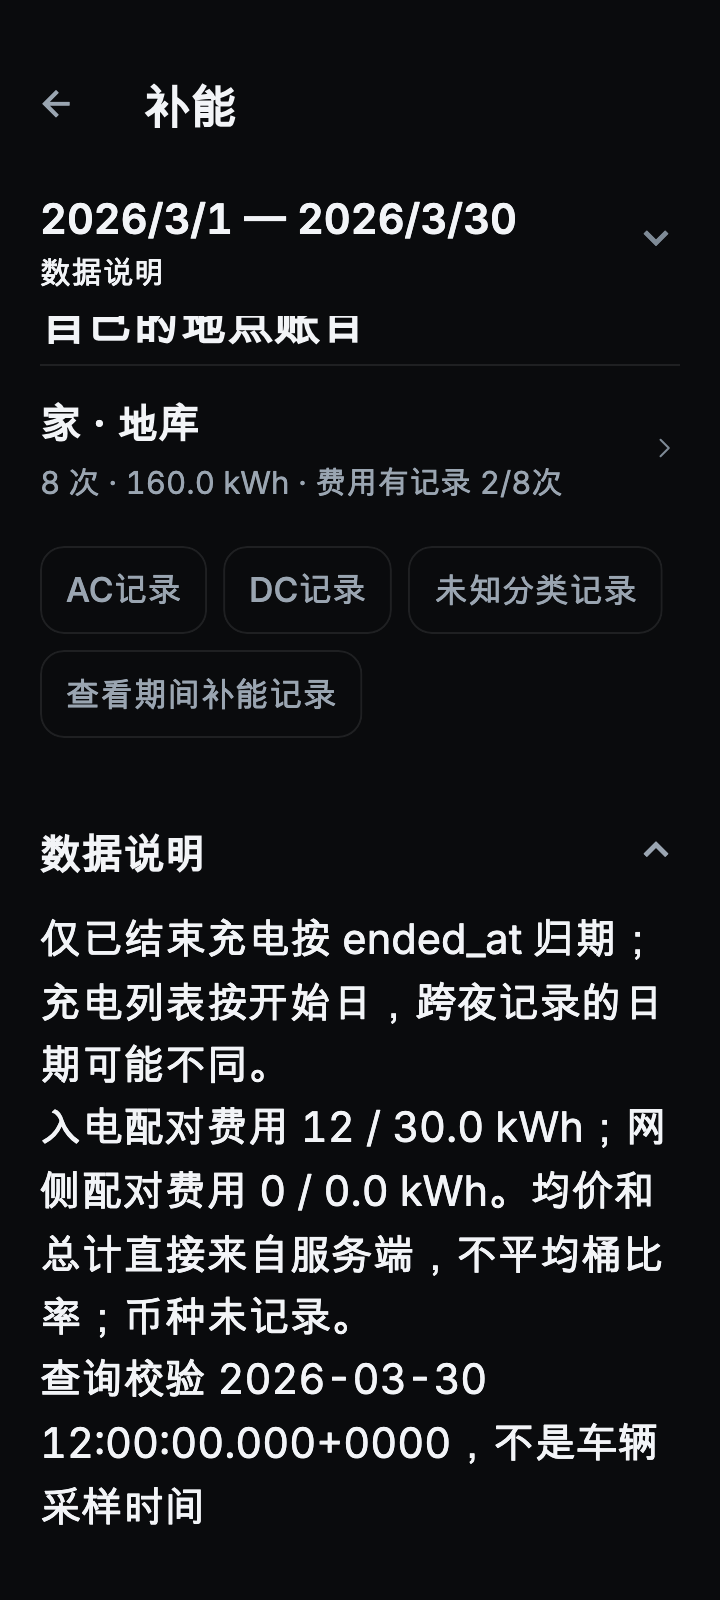 补能
2026/3/1 — 2026/3/30
数据说明
自己的地点账目
家 · 地库
8 次 · 160.0 kWh · 费用有记录 2/8次
AC记录
DC记录
未知分类记录
查看期间补能记录
数据说明
仅已结束充电按 ended_at 归期；
充电列表按开始日，跨夜记录的日
期可能不同。
入电配对费用 12 / 30.0 kWh；网
侧配对费用 0 / 0.0 kWh。均价和
总计直接来自服务端，不平均桶比
率；币种未记录。
查询校验 2026-03-30
12:00:00.000+0000，不是车辆
采样时间